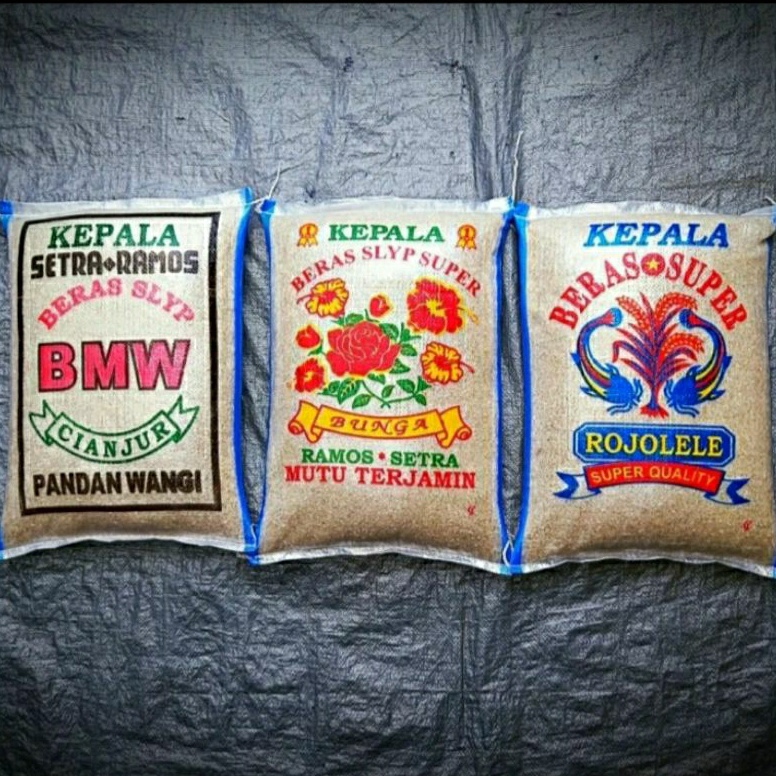 KEPALA
SETRA RAMOS
BERAS SLYP
BMW
CIANJUR
PANDAN WANGI
KEPALA
BERAS SLYP SUPER
BUNGA
RAMOS • SETRA
MUTU TERJAMIN
KEPALA
BERAS SUPER
ROJOLELE
SUPER QUALITY